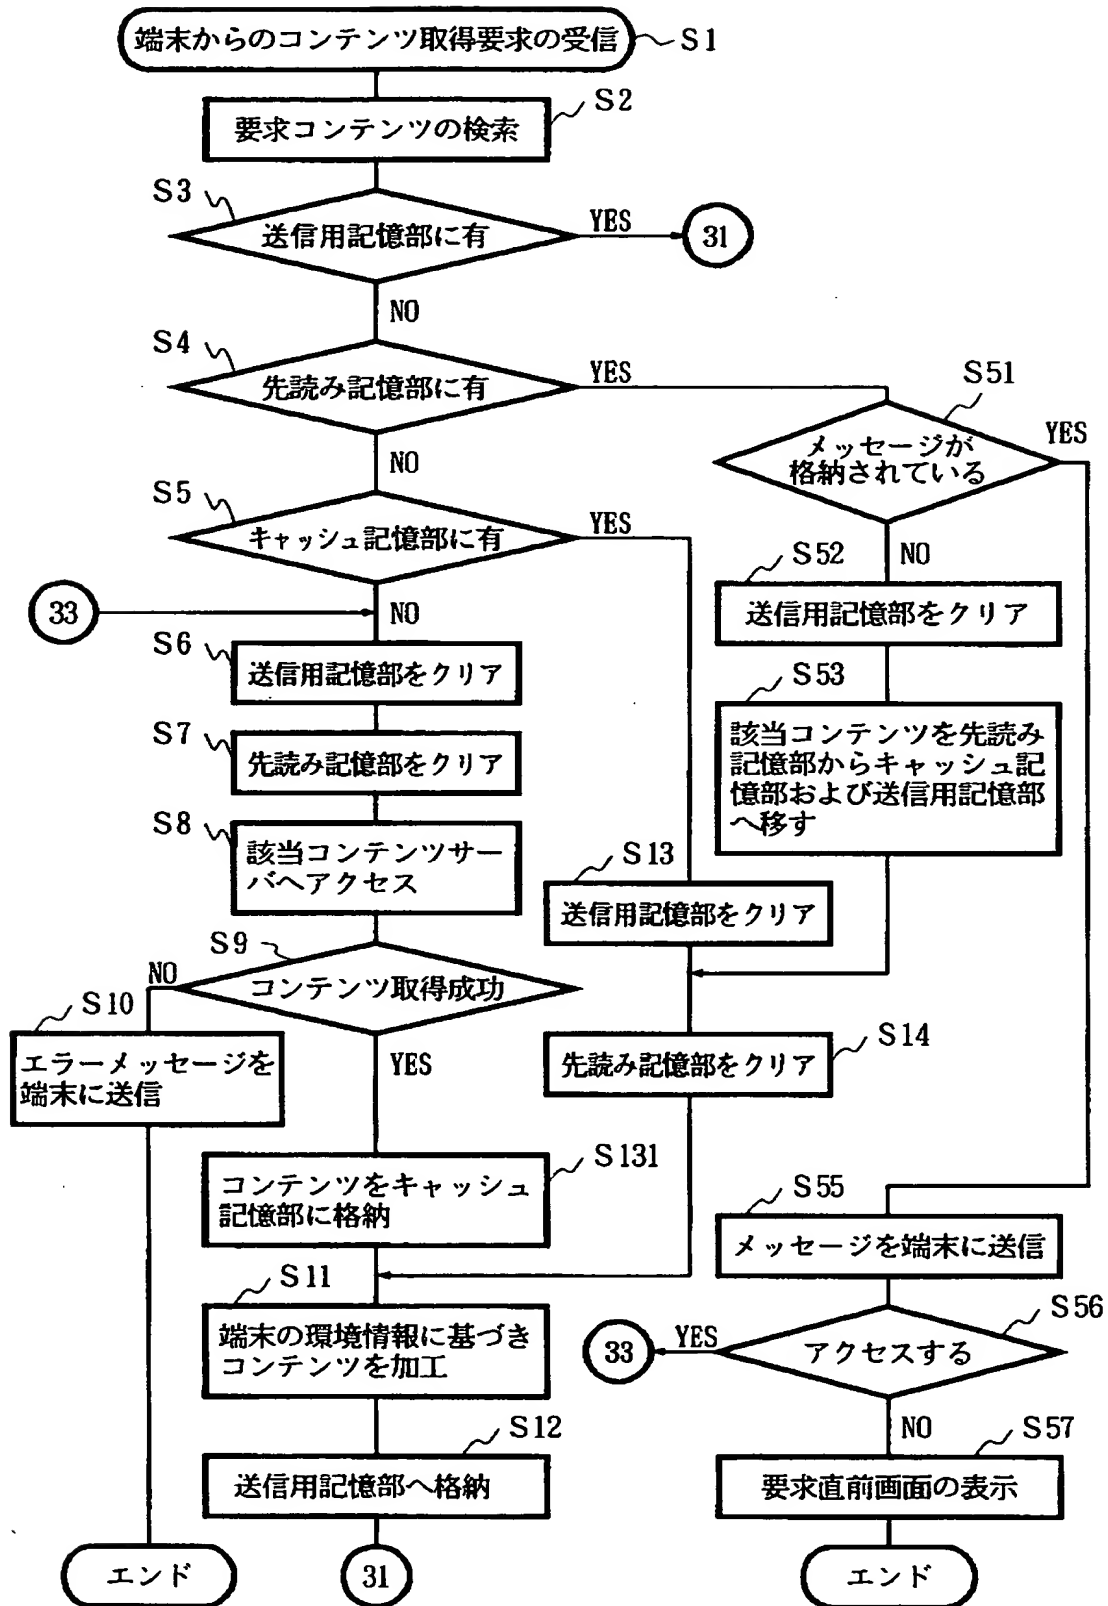 端末からのコンテンツ取得要求の受信
S1
S2
要求コンテンツの検索
S3
送信用記憶部に有
YES
31
NO
S4
先読み記憶部に有
YES
S51
メッセージが
格納されている
YES
NO
S5
キャッシュ記憶部に有
YES
NO
S52
送信用記憶部をクリア
33
NO
S6
送信用記憶部をクリア
S53
該当コンテンツを先読み
記憶部からキャッシュ記
憶部および送信用記憶部
へ移す
S7
先読み記憶部をクリア
S8
該当コンテンツサー
バへアクセス
S13
送信用記憶部をクリア
S9
コンテンツ取得成功
NO
S10
エラーメッセージを
端末に送信
YES
S14
先読み記憶部をクリア
S131
コンテンツをキャッシュ
記憶部に格納
S55
メッセージを端末に送信
S11
端末の環境情報に基づき
コンテンツを加工
S56
アクセスする
YES
33
NO
S12
送信用記憶部へ格納
S57
要求直前画面の表示
エンド
31
エンド